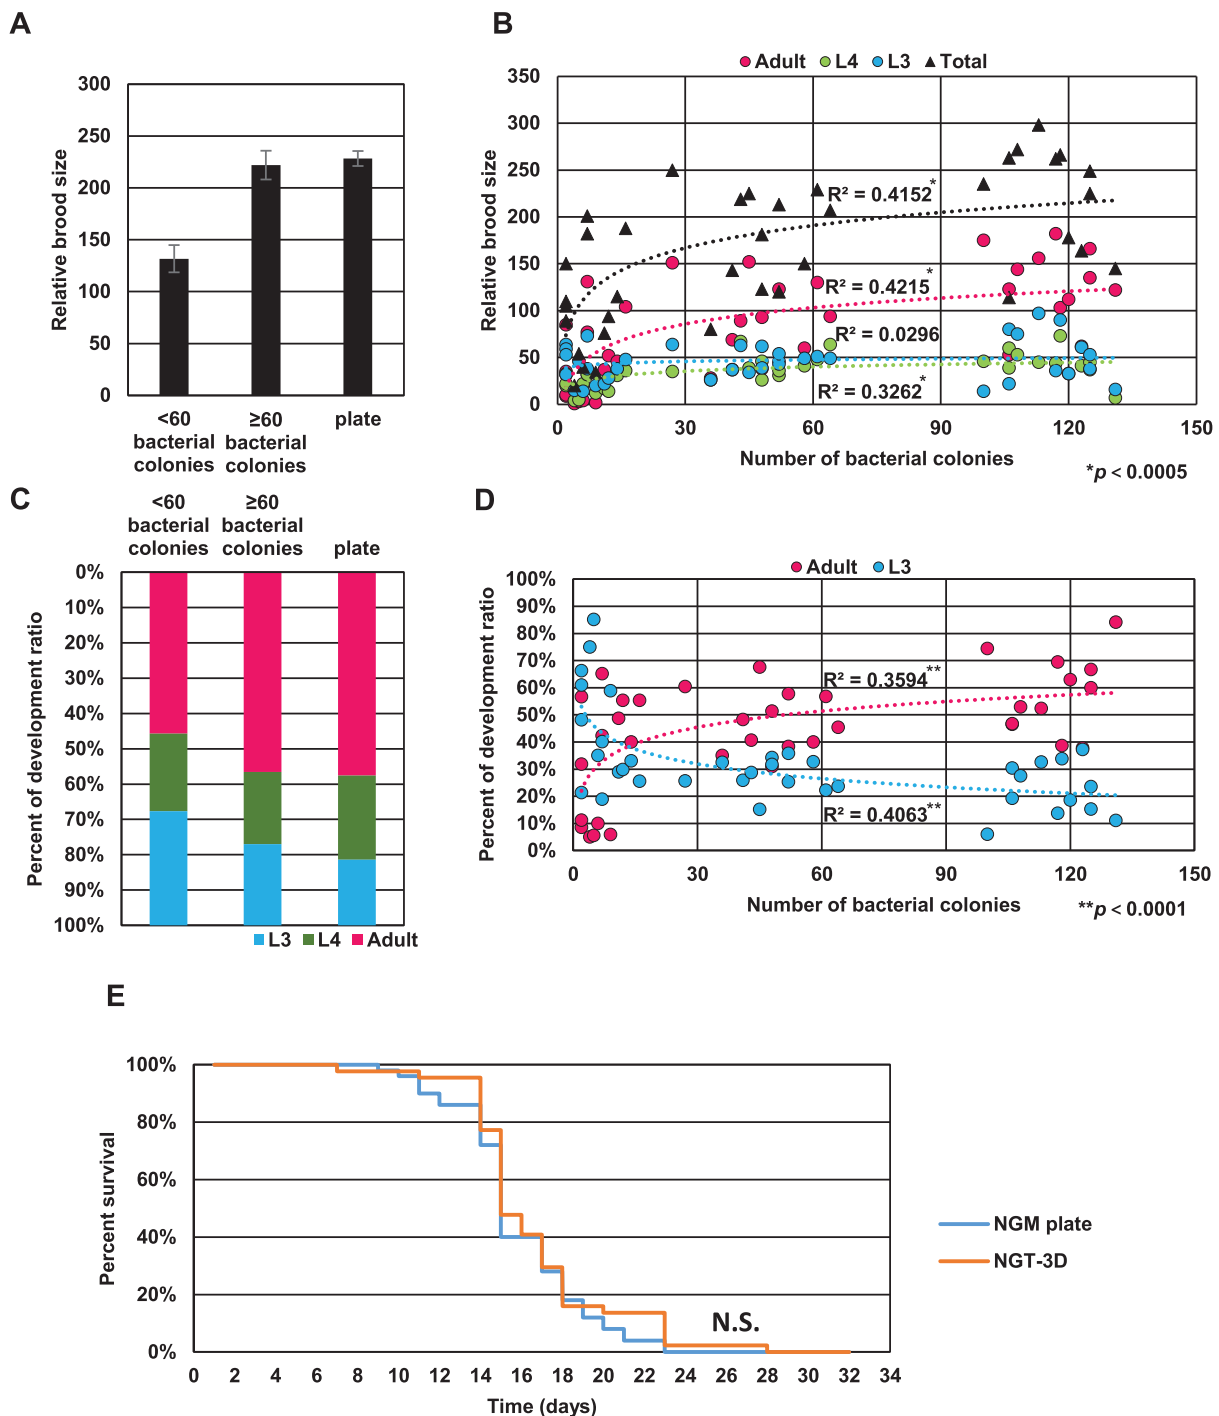 A
300
250
200
150
100
50
0
Relative brood size
<60
bacterial
colonies
≥60
bacterial
colonies
plate
B
Adult L4 L3 Total
350
300
250
200
150
100
50
0
Relative brood size
R² = 0.4152*
R² = 0.4215*
R² = 0.0296
R² = 0.3262*
0 30 60 90 120 150
Number of bacterial colonies
*p < 0.0005
C
<60
bacterial
colonies
≥60
bacterial
colonies
plate
0%
10%
20%
30%
40%
50%
60%
70%
80%
90%
100%
Percent of development ratio
L3 L4 Adult
D
Adult L3
100%
90%
80%
70%
60%
50%
40%
30%
20%
10%
0%
Percent of development ratio
R² = 0.3594**
R² = 0.4063**
0 30 60 90 120 150
Number of bacterial colonies
**p < 0.0001
E
100%
80%
60%
40%
20%
0%
Percent survival
N.S.
0 2 4 6 8 10 12 14 16 18 20 22 24 26 28 30 32 34
Time (days)
NGM plate
NGT-3D